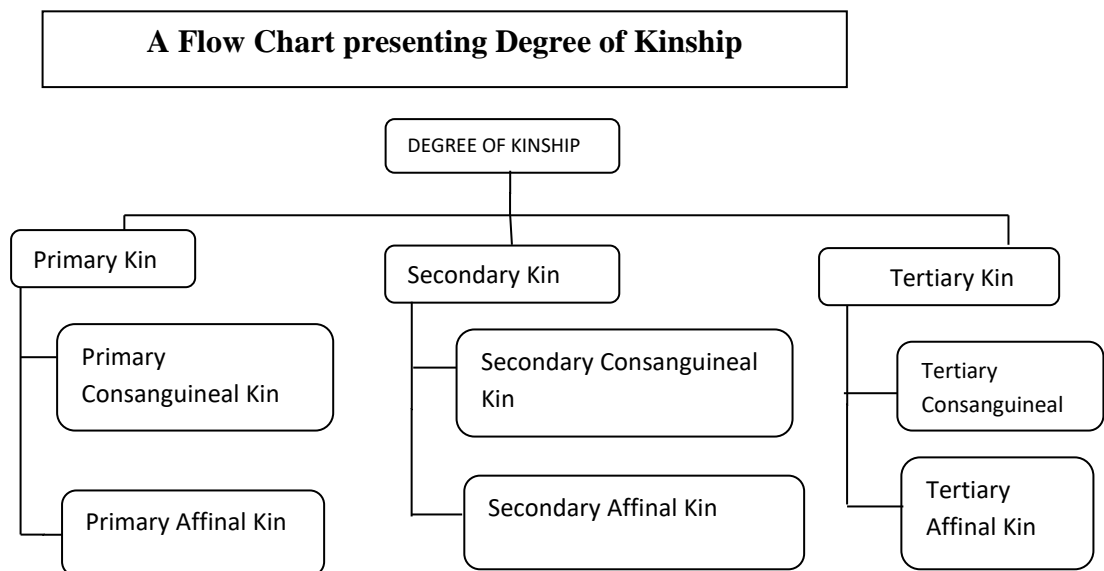 A Flow Chart presenting Degree of Kinship
DEGREE OF KINSHIP
Primary Kin
Secondary Kin
Tertiary Kin
Primary
Consanguineal Kin
Secondary Consanguineal
Kin
Tertiary
Consanguineal
Primary Affinal Kin
Secondary Affinal Kin
Tertiary
Affinal Kin